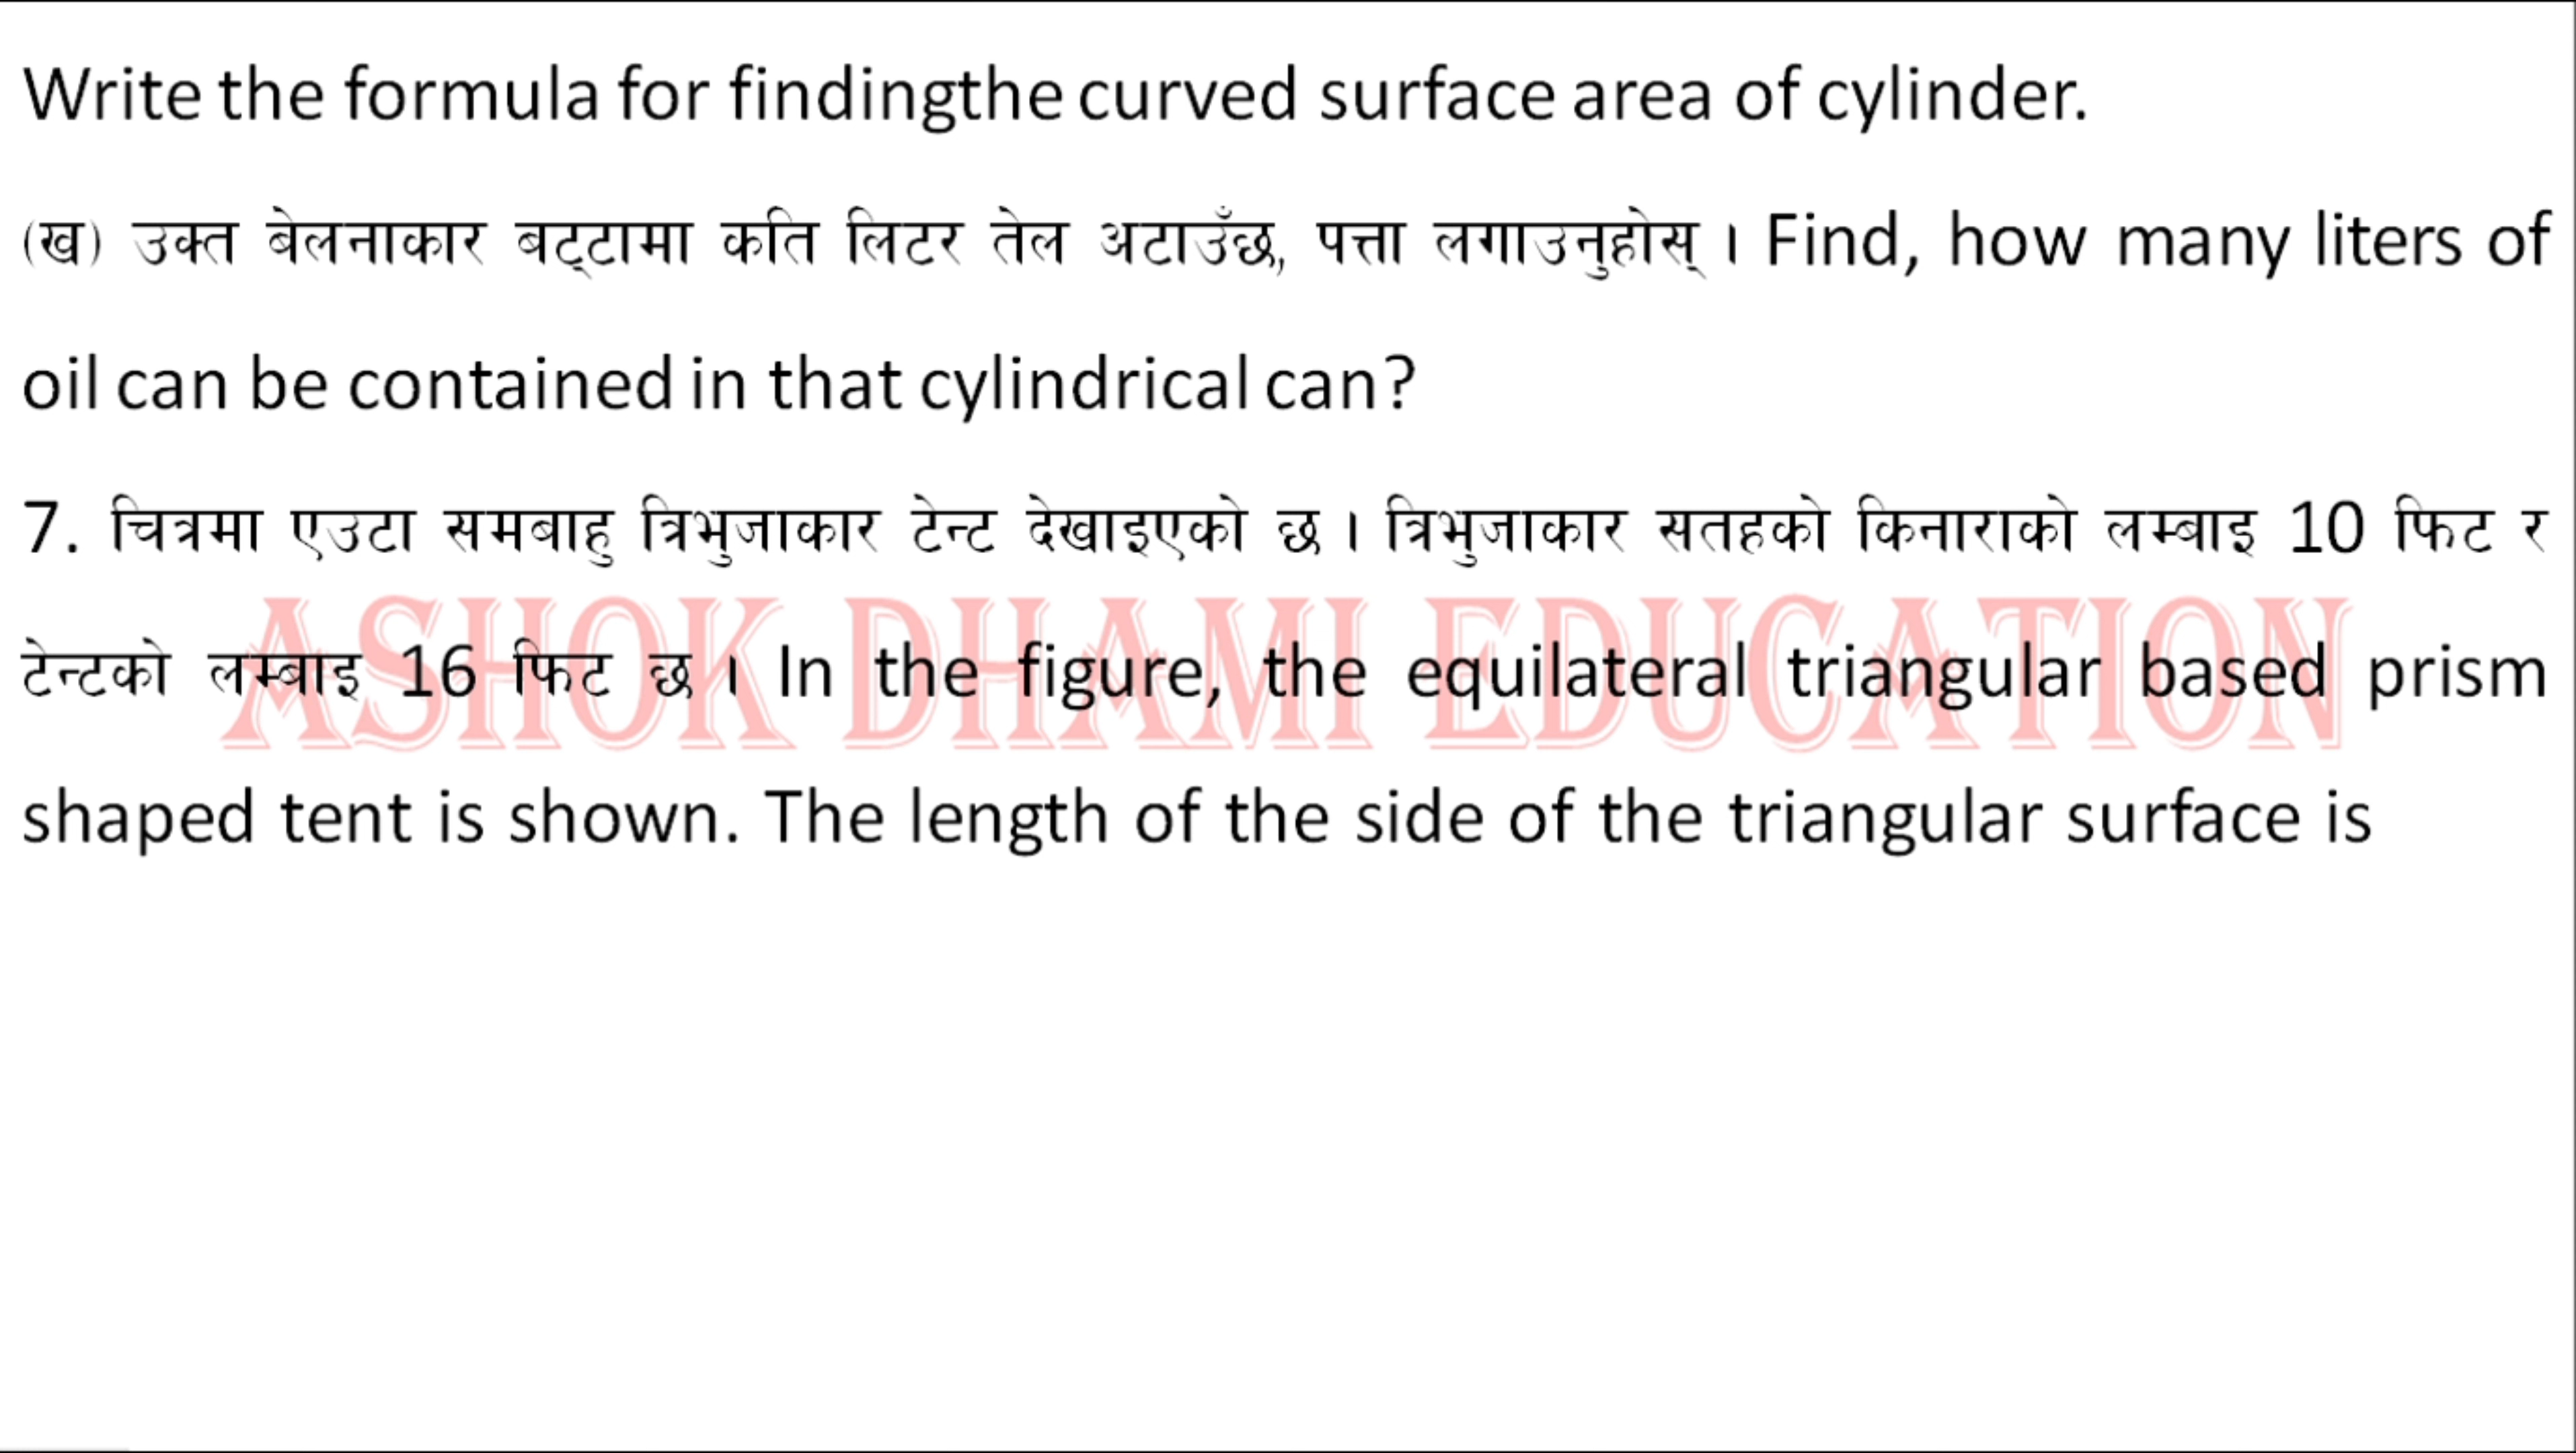 Write the formula for findingthe curved surface area of cylinder.
(ख) उक्त बेलनाकार बट्टामा कति लिटर तेल अटाउँछ, पत्ता लगाउनुहोस् । Find, how many liters of
oil can be contained in that cylindrical can?
7. चित्रमा एउटा समबाहु त्रिभुजाकार टेन्ट देखाइएको छ । त्रिभुजाकार सतहको किनाराको लम्बाइ 10 फिट र
ASHOK DHAMI EDUCATION
टेन्टको लम्बाइ 16 फिट छ । In the figure, the equilateral triangular based prism
shaped tent is shown. The length of the side of the triangular surface is